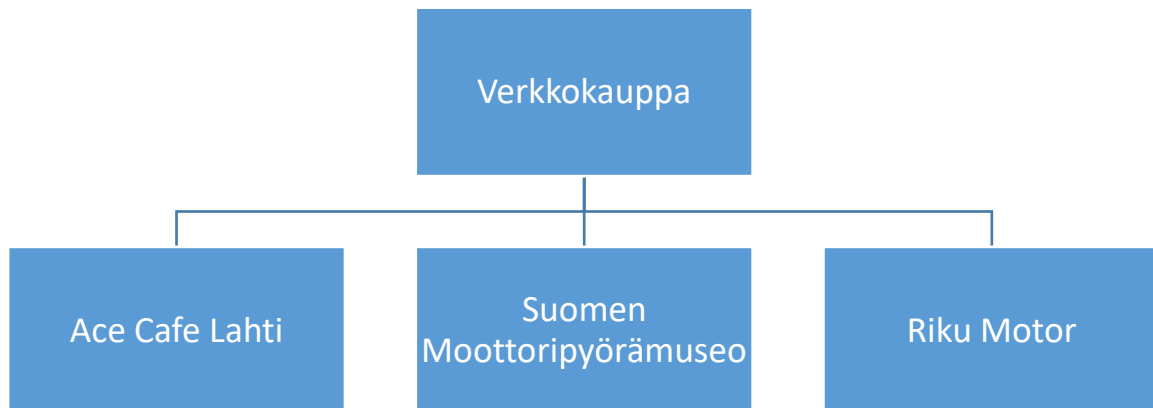 Verkkokauppa
Ace Cafe Lahti
Suomen
Moottoripyörämuseo
Riku Motor